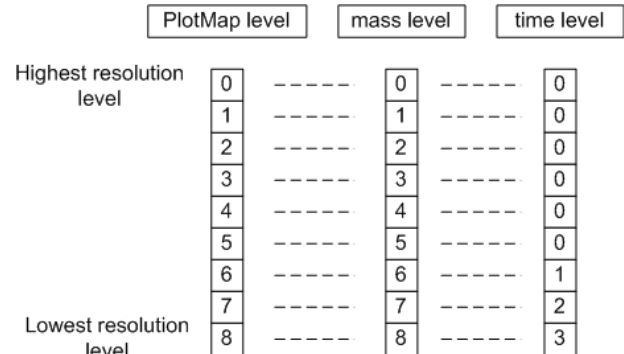 PlotMap level mass level time level
Highest resolution
level
0 0 0
1 1 0
2 2 0
3 3 0
4 4 0
5 5 0
6 6 1
7 7 2
Lowest resolution
8 8 3
level